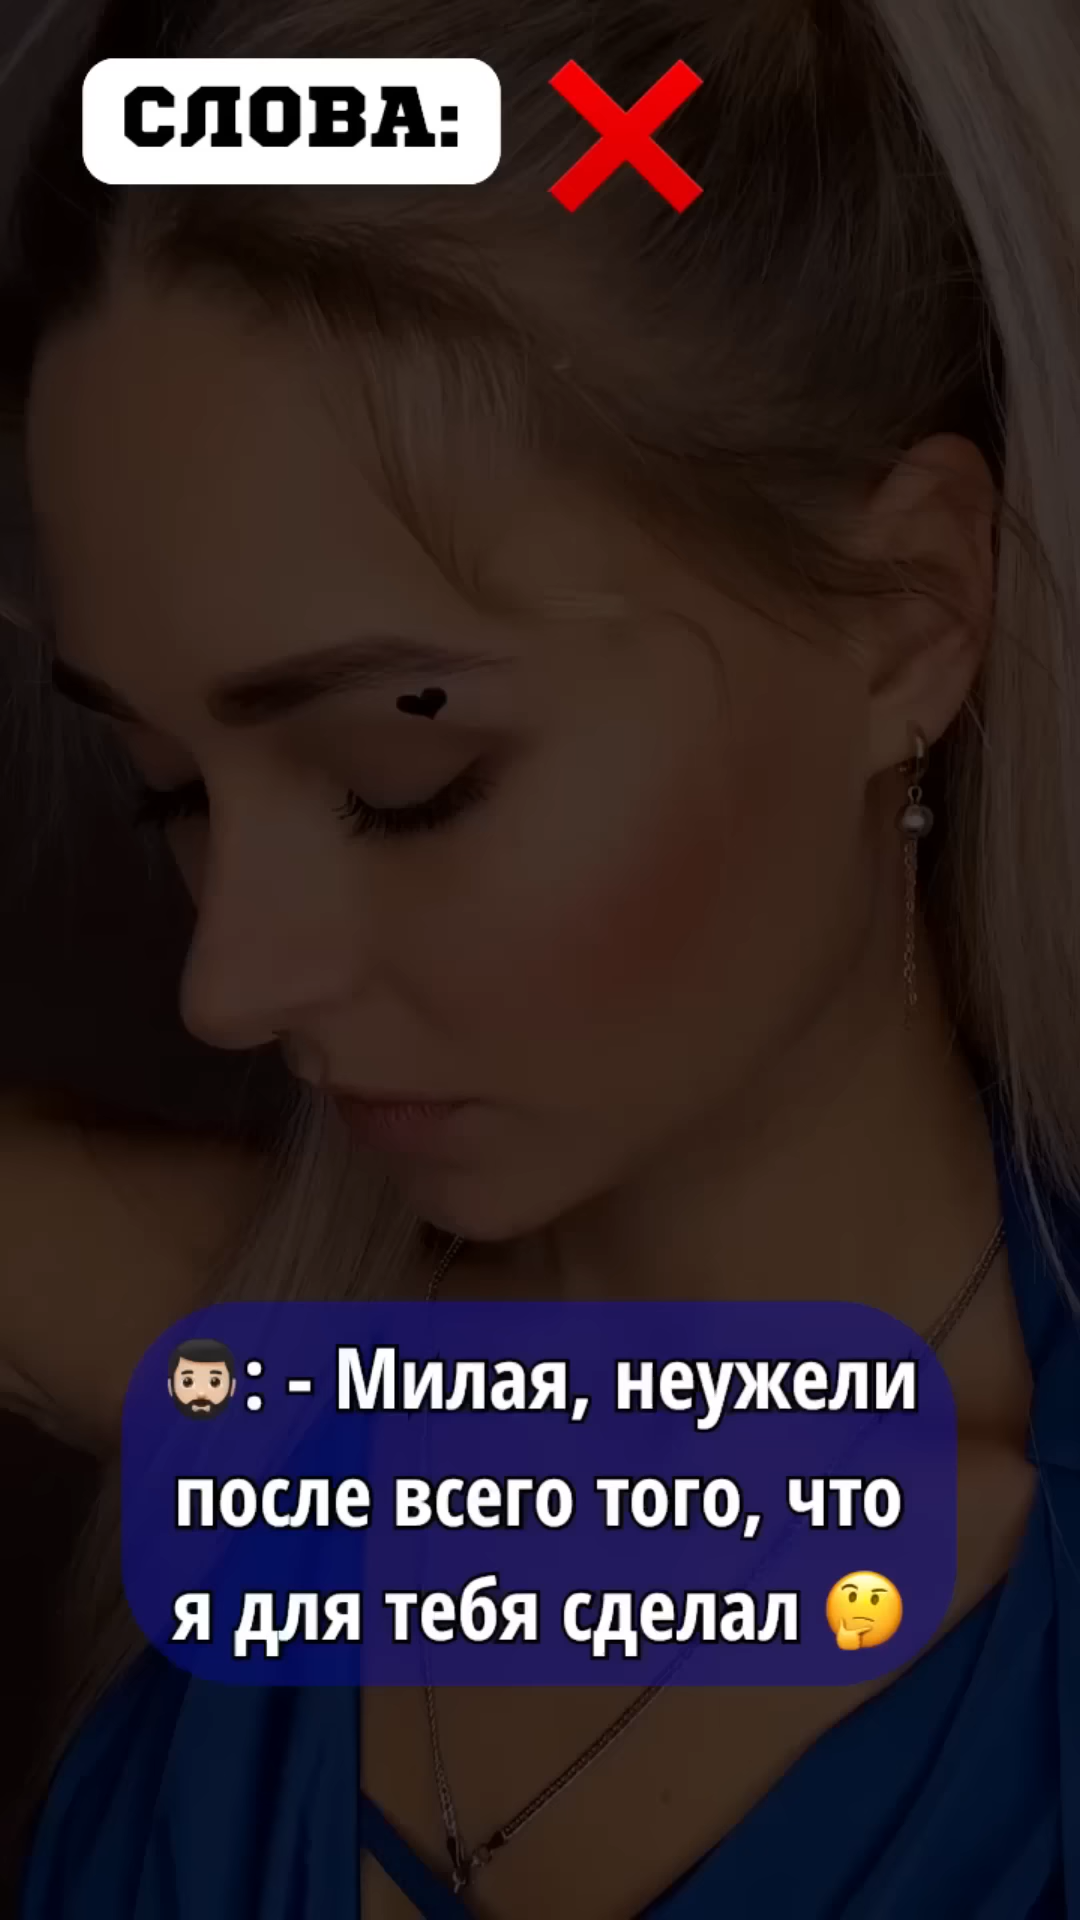 СЛОВА: ❌
🧔🏻: - Милая, неужели
после всего того, что
я для тебя сделал 🤔